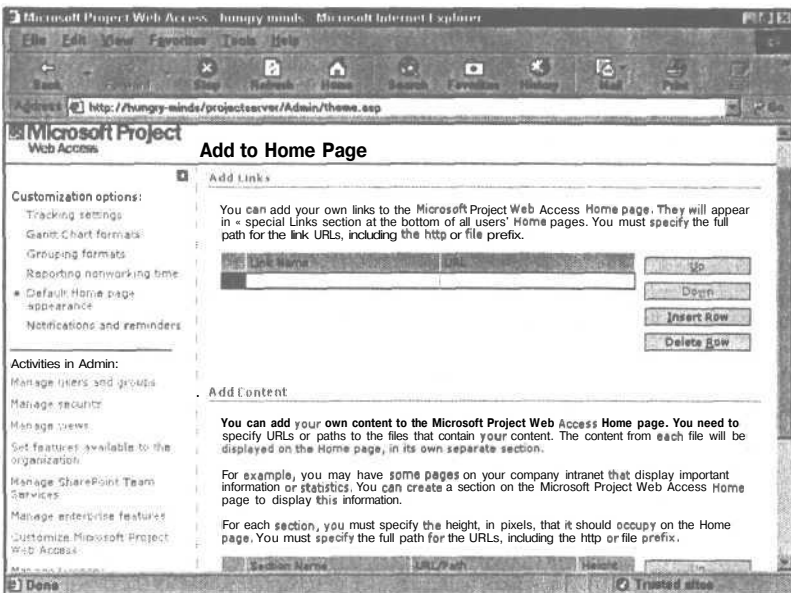 Microsoft Project Web Access - hungry minds - Microsoft Internet Explorer
File Edit View Favorites Tools Help
Back Forward Stop Refresh Home Search Favorites History Mail Print
Address http://hungry-minds/projectserver/Admin/theme.asp Go
Microsoft Project
Web Access
Add to Home Page
Customization options:
Tracking settings
Gantt Chart formats
Grouping formats
Reporting nonworking time
Default Home page
appearance
Notifications and reminders
Activities in Admin:
Manage users and groups
Manage security
Manage views
Set features available to the
organization
Manage SharePoint Team
Services
Manage enterprise features
Customize Microsoft Project
Web Access
Add Links
You can add your own links to the Microsoft Project Web Access Home page. They will appear
in « special Links section at the bottom of all users' Home pages. You must specify the full
path for the link URLs, including the http or file prefix.
Link Name URL
Up
Down
Insert Row
Delete Row
Add Content
You can add your own content to the Microsoft Project Web Access Home page. You need to
specify URLs or paths to the files that contain your content. The content from each file will be
displayed on the Home page, in its own separate section.
For example, you may have some pages on your company intranet that display important
information or statistics. You can create a section on the Microsoft Project Web Access Home
page to display this information.
For each section, you must specify the height, in pixels, that it should occupy on the Home
page. You must specify the full path for the URLs, including the http or file prefix.
Section Name URL/Path Height Up
Done Trusted sites